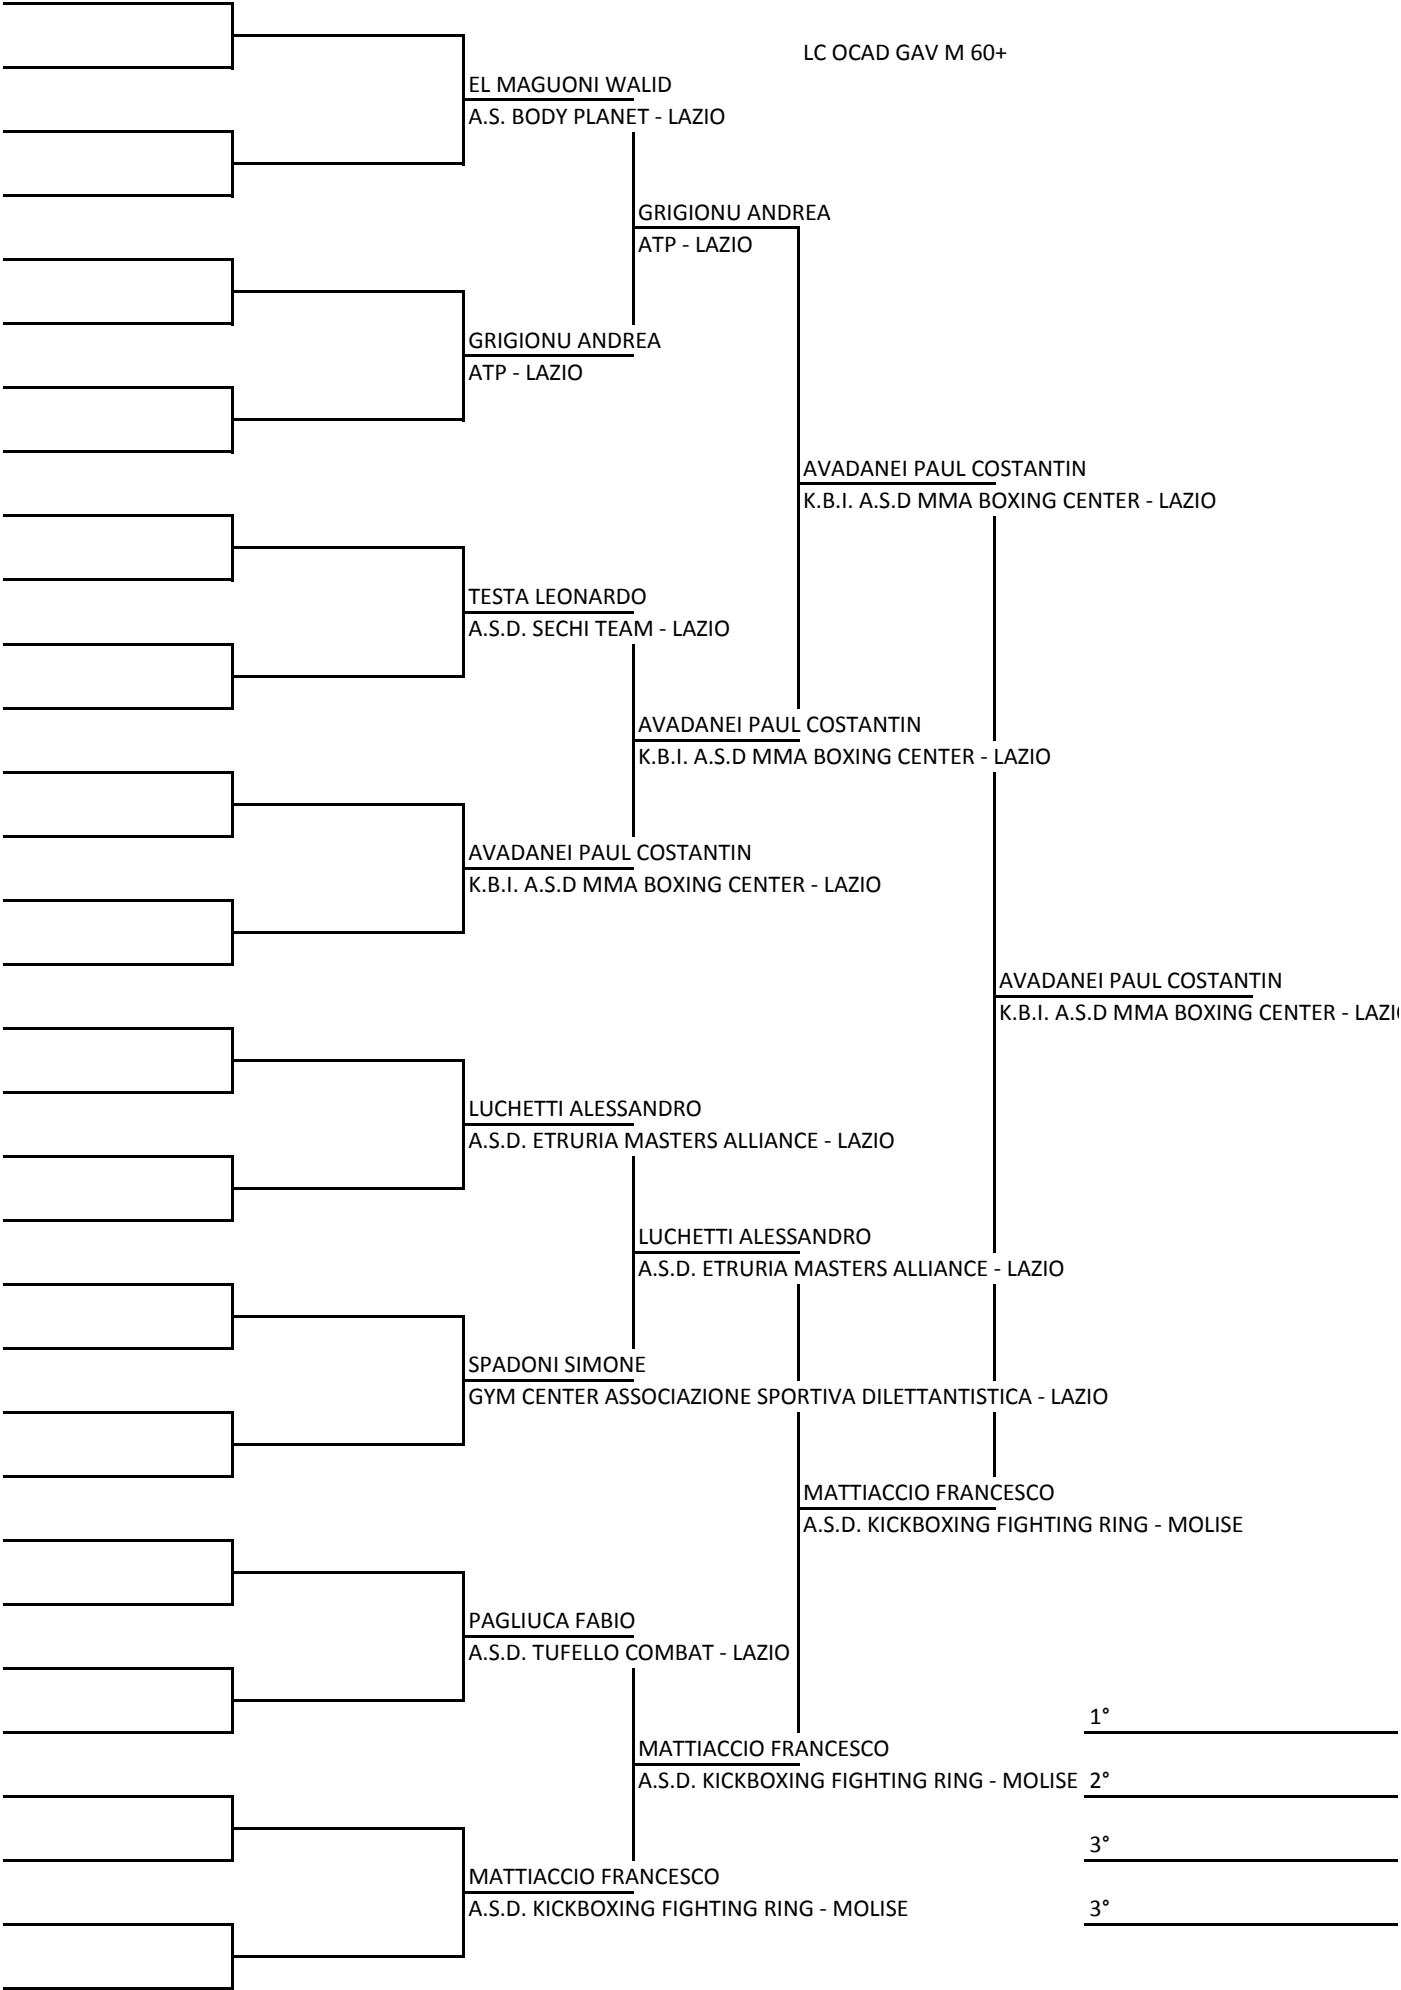 LC OCAD GAV M 60+
EL MAGUONI WALID
A.S. BODY PLANET - LAZIO
GRIGIONU ANDREA
ATP - LAZIO
GRIGIONU ANDREA
ATP - LAZIO
AVADANEI PAUL COSTANTIN
K.B.I. A.S.D MMA BOXING CENTER - LAZIO
TESTA LEONARDO
A.S.D. SECHI TEAM - LAZIO
AVADANEI PAUL COSTANTIN
K.B.I. A.S.D MMA BOXING CENTER - LAZIO
AVADANEI PAUL COSTANTIN
K.B.I. A.S.D MMA BOXING CENTER - LAZIO
AVADANEI PAUL COSTANTIN
K.B.I. A.S.D MMA BOXING CENTER - LAZI
LUCHETTI ALESSANDRO
A.S.D. ETRURIA MASTERS ALLIANCE - LAZIO
LUCHETTI ALESSANDRO
A.S.D. ETRURIA MASTERS ALLIANCE - LAZIO
SPADONI SIMONE
GYM CENTER ASSOCIAZIONE SPORTIVA DILETTANTISTICA - LAZIO
MATTIACCIO FRANCESCO
A.S.D. KICKBOXING FIGHTING RING - MOLISE
PAGLIUCA FABIO
A.S.D. TUFELLO COMBAT - LAZIO
1°
MATTIACCIO FRANCESCO
A.S.D. KICKBOXING FIGHTING RING - MOLISE
2°
3°
MATTIACCIO FRANCESCO
A.S.D. KICKBOXING FIGHTING RING - MOLISE
3°